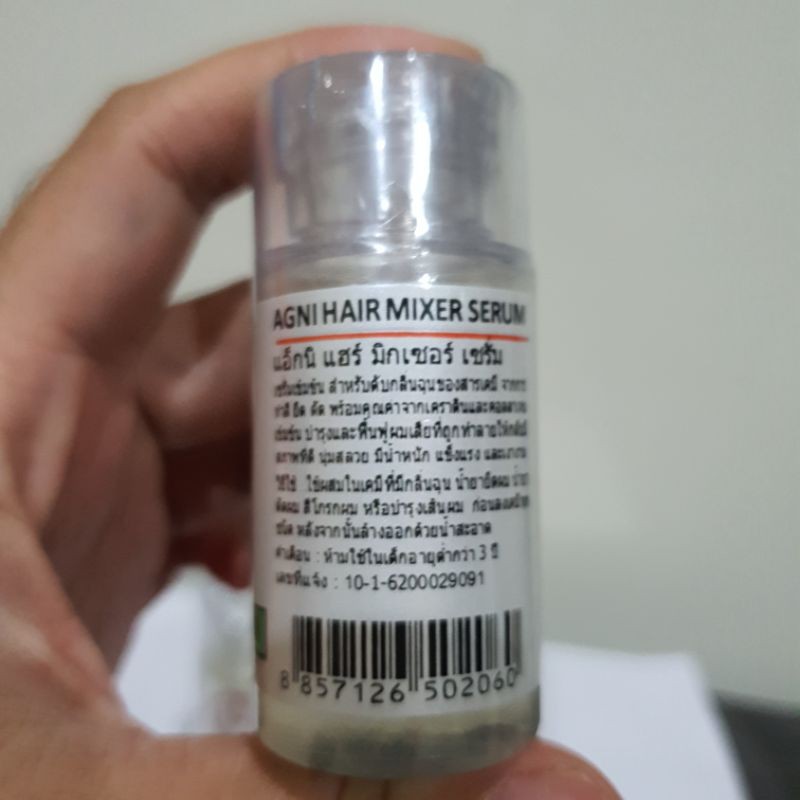 AGNI HAIR MIXER SERUM
แอ็กนิ แฮร์ มิกเซอร์ เซรั่ม
เซรั่มเข้มข้น สำหรับดับกลิ่นฉุนของสารเคมี จากการ
ทำสี ยืด ดัด พร้อมคุณค่าจากเคราตินและคอลลาเจน
เข้มข้น บำรุงและฟื้นฟูผมเสียที่ถูกทำลายให้กลับมี
สภาพที่ดี นุ่มสลวย มีน้ำหนัก แข็งแรง และเงางาม
วิธีใช้ : ใช้ผสมในเคมีที่มีกลิ่นฉุน น้ำยายืดผม
ดัดผม สีโกรกผม หรือบำรุงเส้นผม ก่อนลงเคมีทุก
ชนิด หลังจากนั้นล้างออกด้วยน้ำสะอาด
คำเตือน : ห้ามใช้ในเด็กอายุต่ำกว่า 3 ปี
เลขที่แจ้ง : 10-1-6200029091
8 857126 502060